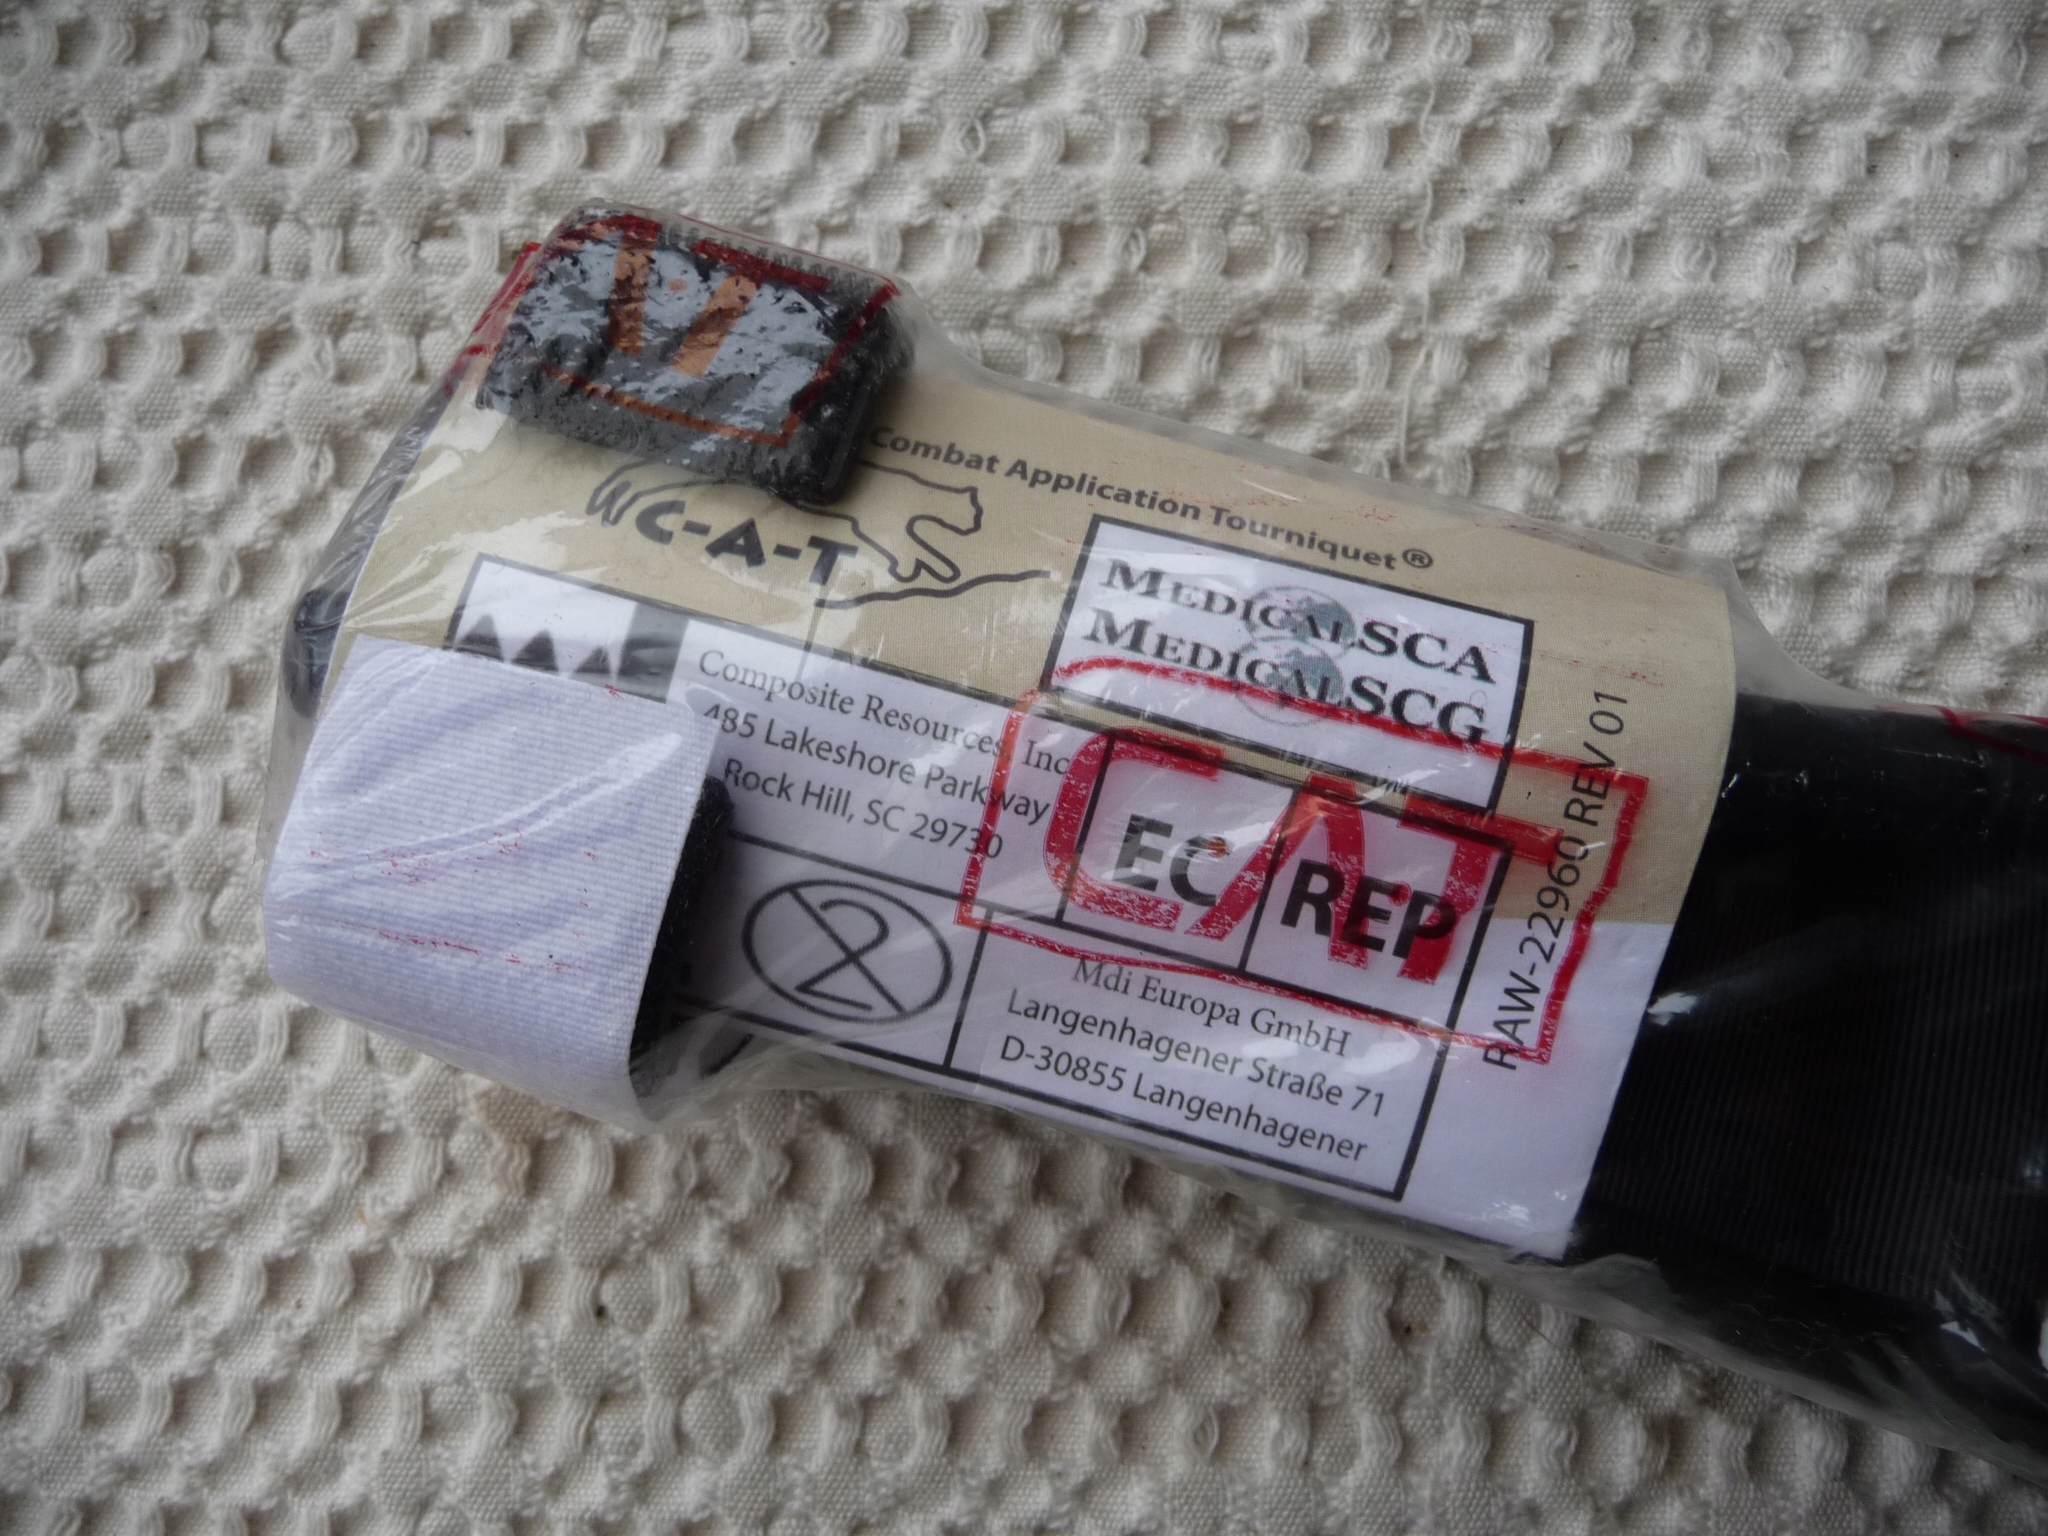 Combat Application Tourniquet®
C-A-T
MEDICALSCA
MEDICALSCG
Composite Resources, Inc
485 Lakeshore Parkway
Rock Hill, SC 29730
CAT
EC REP
2
Mdi Europa GmbH
Langenhagener Straße 71
D-30855 Langenhagener
RAW-22960 REV 01